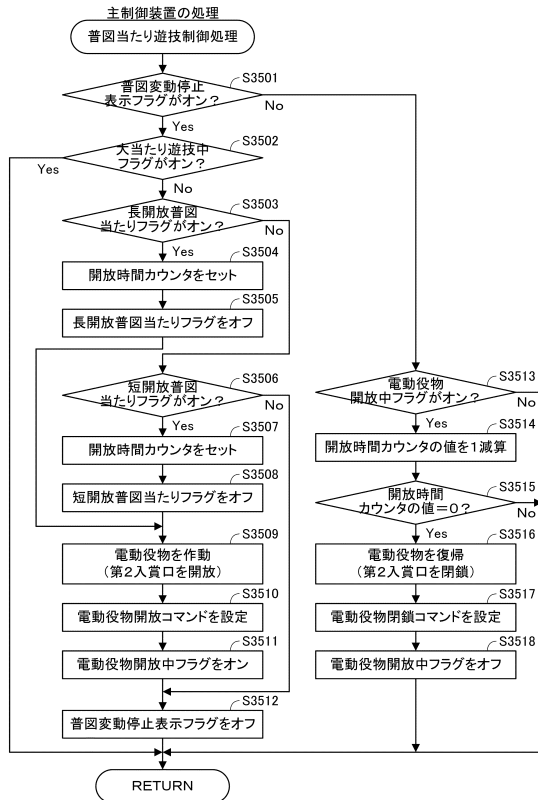 主制御装置の処理
普図当たり遊技制御処理
普図変動停止
表示フラグがオン?
S3501
No
Yes
大当たり遊技中
フラグがオン?
S3502
Yes
No
長開放普図
当たりフラグがオン?
S3503
No
Yes
開放時間カウンタをセット
S3504
長開放普図当たりフラグをオフ
S3505
短開放普図
当たりフラグがオン?
S3506
No
Yes
開放時間カウンタをセット
S3507
短開放普図当たりフラグをオフ
S3508
電動役物を作動
(第2入賞口を開放)
S3509
電動役物開放コマンドを設定
S3510
電動役物開放中フラグをオン
S3511
普図変動停止表示フラグをオフ
S3512
電動役物
開放中フラグがオン?
S3513
No
Yes
開放時間カウンタの値を1減算
S3514
開放時間
カウンタの値=0?
S3515
No
Yes
電動役物を復帰
(第2入賞口を閉鎖)
S3516
電動役物閉鎖コマンドを設定
S3517
電動役物開放中フラグをオフ
S3518
RETURN